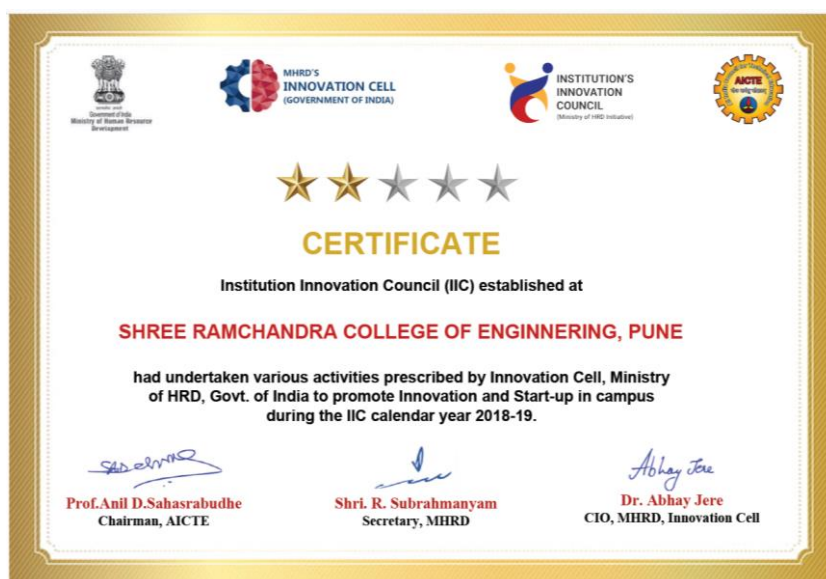 Government of India
Ministry of Human Resource
Development
MHRD'S
INNOVATION CELL
(GOVERNMENT OF INDIA)
INSTITUTION'S
INNOVATION
COUNCIL
(Ministry of HRD Initiative)
AICTE
CERTIFICATE
Institution Innovation Council (IIC) established at
SHREE RAMCHANDRA COLLEGE OF ENGINNERING, PUNE
had undertaken various activities prescribed by Innovation Cell, Ministry
of HRD, Govt. of India to promote Innovation and Start-up in campus
during the IIC calendar year 2018-19.
Abhay Jere
Prof.Anil D.Sahasrabudhe
Chairman, AICTE
Shri. R. Subrahmanyam
Secretary, MHRD
Dr. Abhay Jere
CIO, MHRD, Innovation Cell